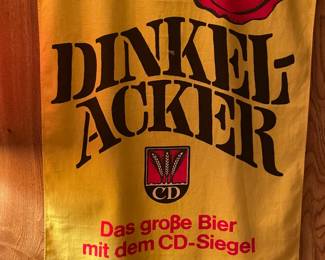 DINKEL-
ACKER
CD
Das große Bier
mit dem CD-Siegel